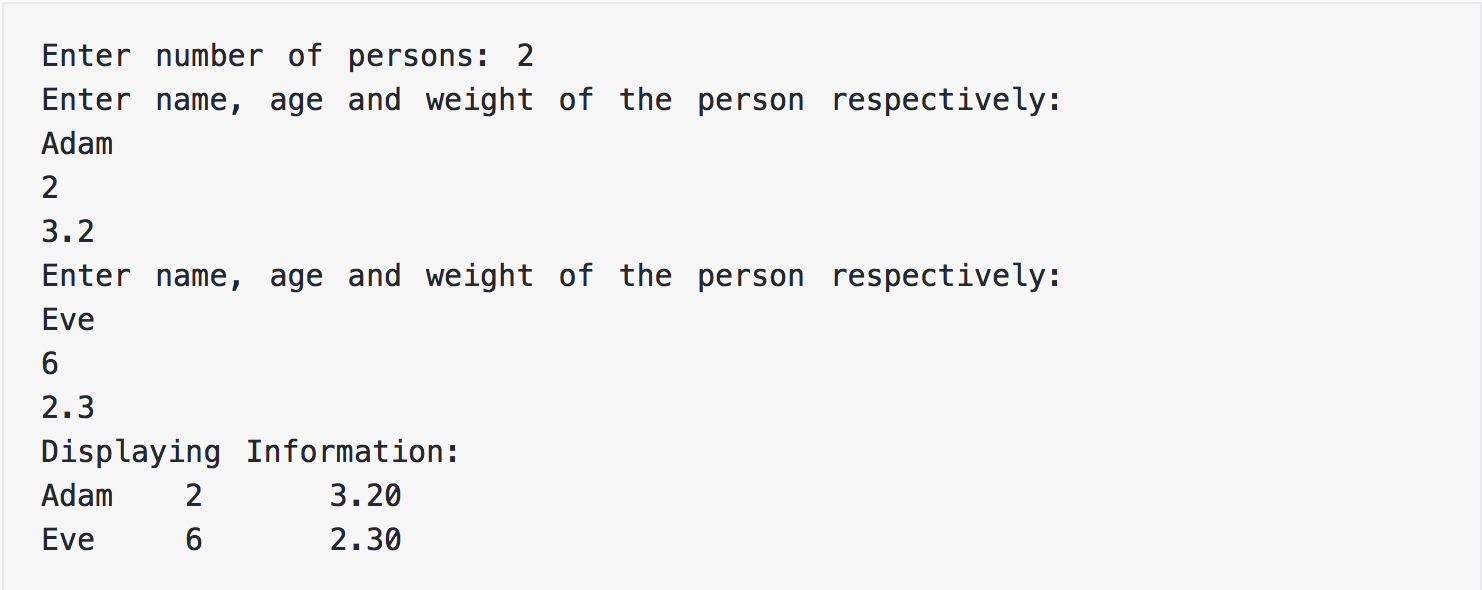 Enter number of persons: 2
Enter name, age and weight of the person respectively:
Adam
2
3.2
Enter name, age and weight of the person respectively:
Eve
6
2.3
Displaying Information:
Adam    2       3.20
Eve     6       2.30